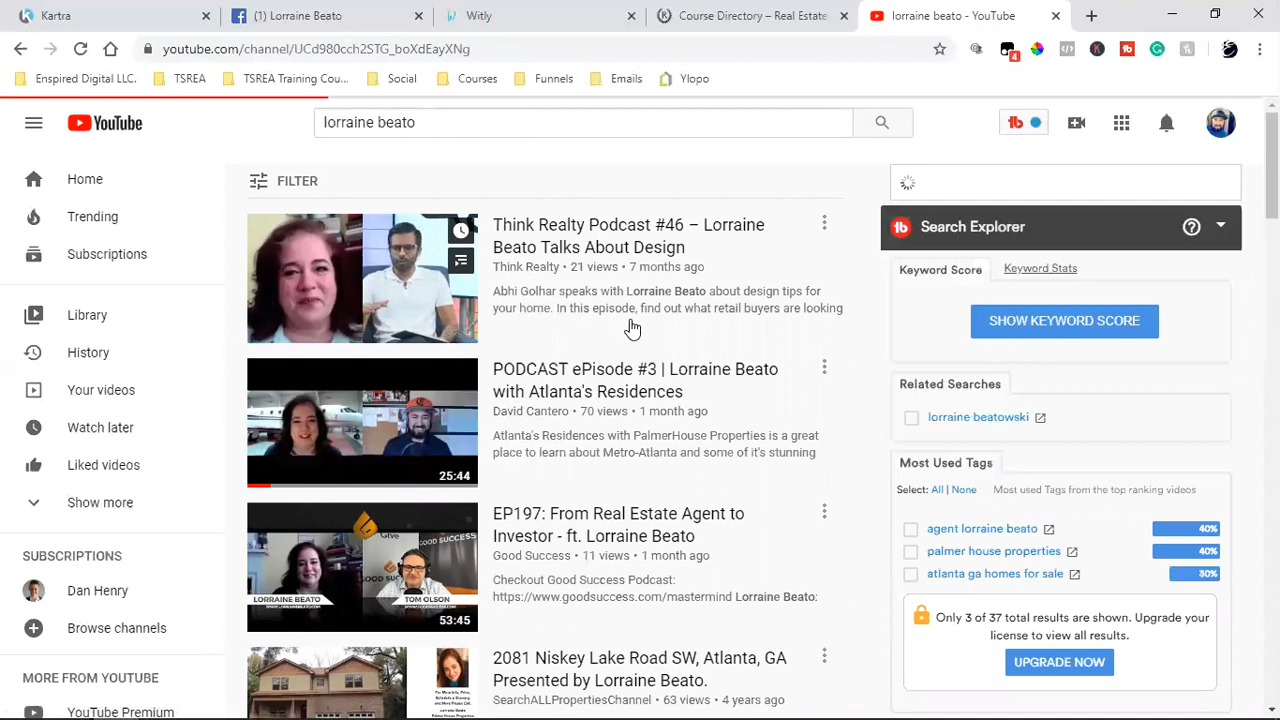 Kartra
(1) Lorraine Beato
Witly
Course Directory - Real Estate
lorraine beato - YouTube
youtube.com/channel/UCd980cch2STG_boXdEayXNg
4
Enspired Digital LLC.
TSREA
TSREA Training Cou...
Social
Courses
Funnels
Emails
Ylopo
YouTube
lorraine beato
Home
Trending
Subscriptions
Library
History
Your videos
Watch later
Liked videos
Show more
SUBSCRIPTIONS
Dan Henry
Browse channels
MORE FROM YOUTUBE
YouTube Premium
FILTER
Think Realty Podcast #46 – Lorraine
Beato Talks About Design
Think Realty • 21 views • 7 months ago
Abhi Golhar speaks with Lorraine Beato about design tips for
your home. In this episode, find out what retail buyers are looking
PODCAST ePisode #3 | Lorraine Beato
with Atlanta's Residences
David Cantero • 70 views • 1 month ago
Atlanta's Residences with PalmerHouse Properties is a great
place to learn about Metro-Atlanta and some of it's stunning
25:44
EP197: From Real Estate Agent to
Investor - ft. Lorraine Beato
Good Success • 11 views • 1 month ago
Checkout Good Success Podcast:
https://www.goodsuccess.com/mastermind Lorraine Beato:
LORRAINE BEATO
TOM OLSON
53:45
2081 Niskey Lake Road SW, Atlanta, GA
Presented by Lorraine Beato.
SearchALLPropertiesChannel • 63 views • 4 years ago
Search Explorer
Keyword Score
Keyword Stats
SHOW KEYWORD SCORE
Related Searches
lorraine beatowski
Most Used Tags
Select: All | None Most used Tags from the top ranking videos
agent lorraine beato 40%
palmer house properties 40%
atlanta ga homes for sale 30%
Only 3 of 37 total results are shown. Upgrade your
license to view all results.
UPGRADE NOW